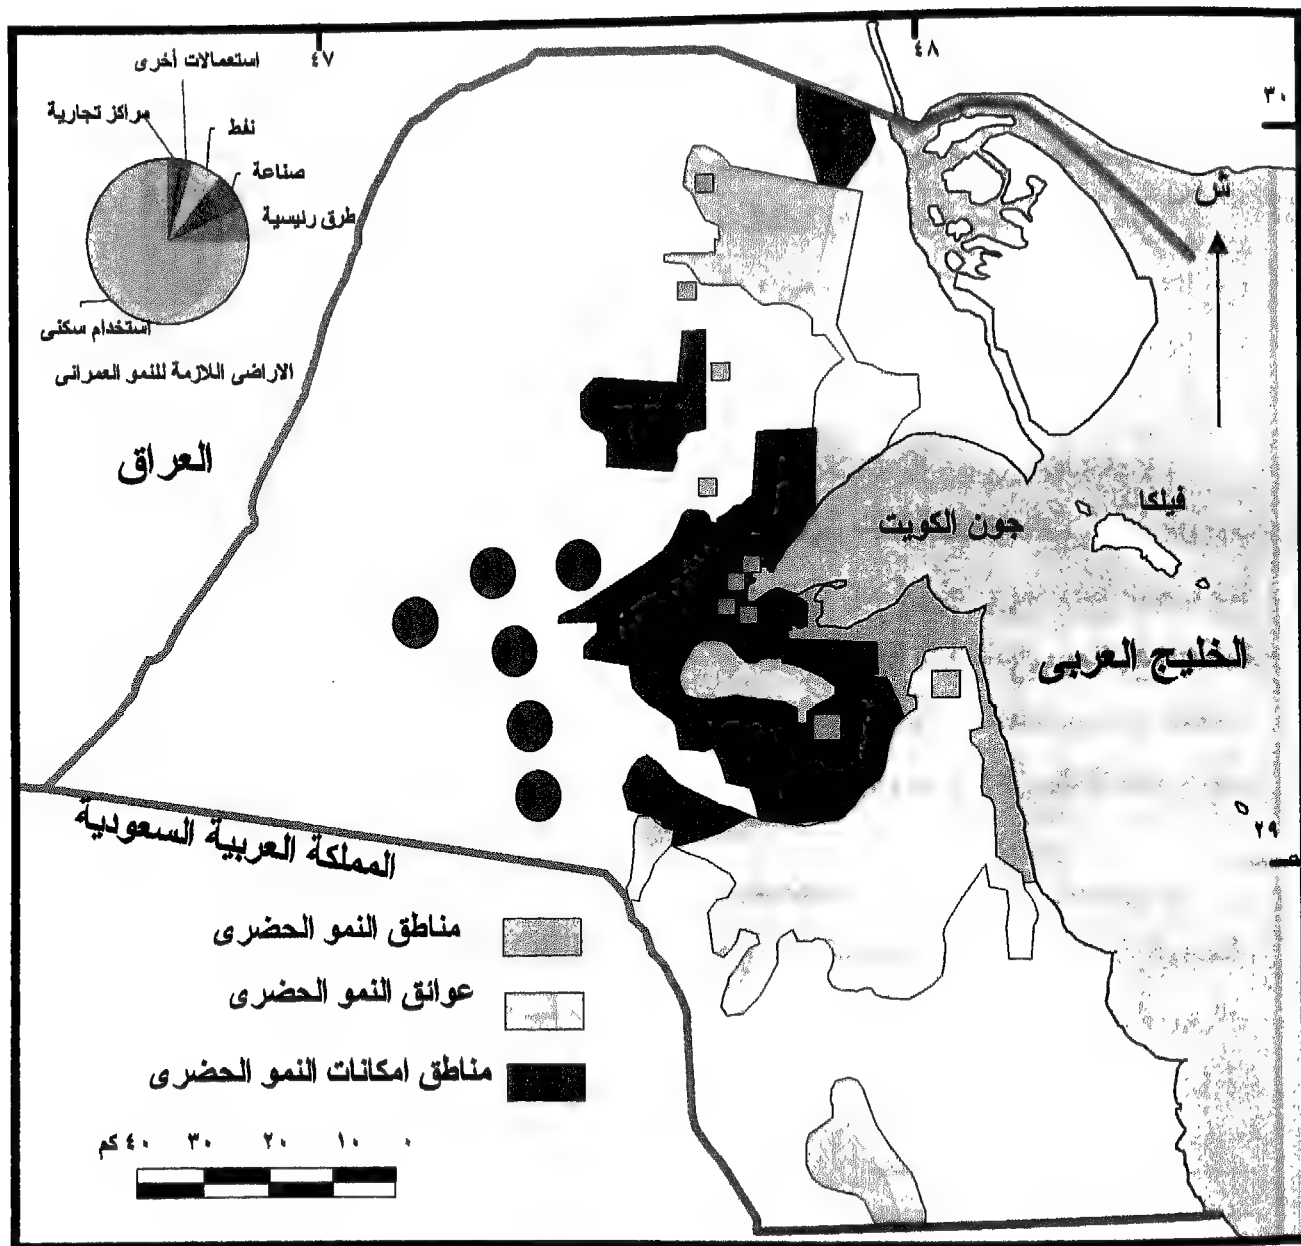 ٤٧
٤٨
٣٠
استعمالات أخرى
مراكز تجارية
نفط
صناعة
طرق رئيسية
استخدام سكنى
الاراضى اللازمة للنمو العمرانى
ش
العراق
فيلكا
جون الكويت
الخليج العربى
٢٩
المملكة العربية السعودية
مناطق النمو الحضرى
عوائق النمو الحضرى
مناطق امكانات النمو الحضرى
٤٠ كم ٣٠ ٢٠ ١٠ ٠